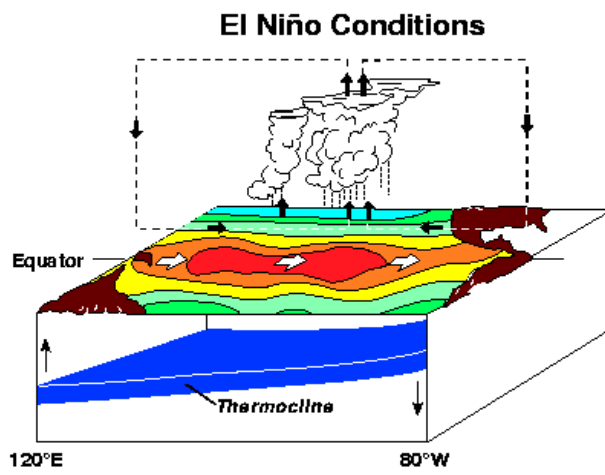 El Niño Conditions
Equator
Thermocline
120°E
80°W